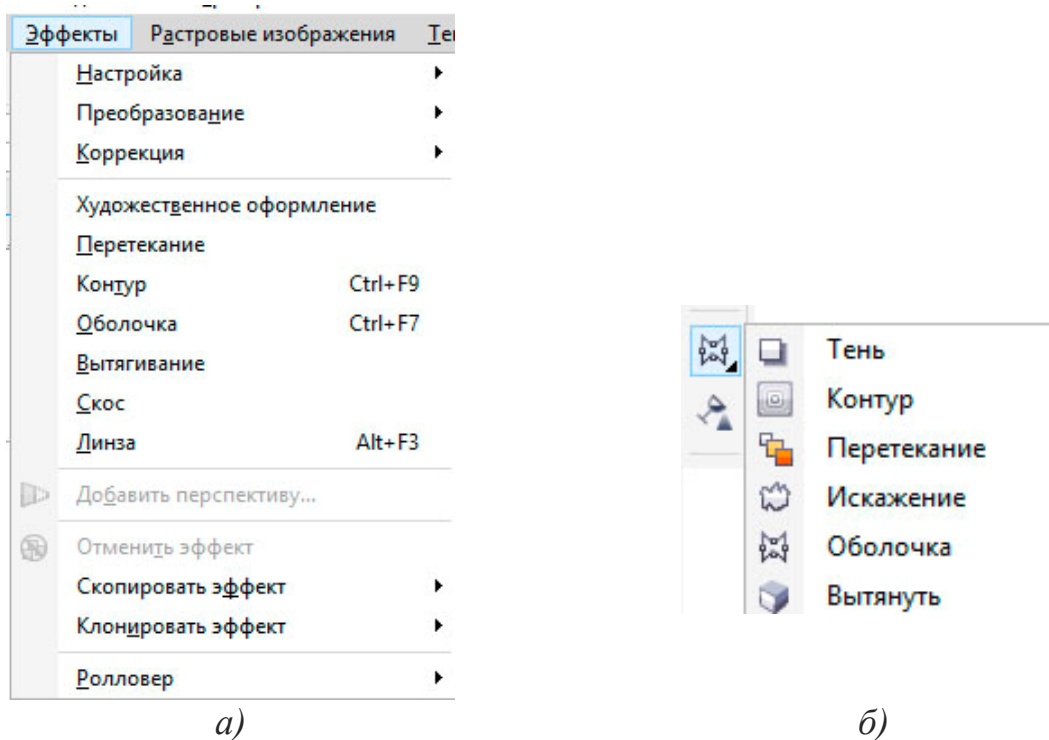 Эффекты Растровые изображения
Настройка
Преобразование
Коррекция
Художественное оформление
Перетекание
Контур Ctrl+F9
Оболочка Ctrl+F7
Вытягивание
Скос
Линза Alt+F3
Добавить перспективу...
Отменить эффект
Скопировать эффект
Клонировать эффект
Ролловер
а)
Тень
Контур
Перетекание
Искажение
Оболочка
Вытянуть
б)